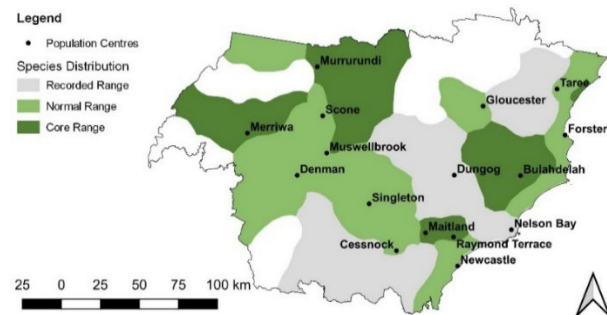 Legend
Population Centres
Species Distribution
Recorded Range
Normal Range
Core Range
Murrurundi
Taree
Gloucester
Scone
Forster
Merriwa
Muswellbrook
Denman
Dungog
Bulahdelah
Singleton
Nelson Bay
Maitland
Raymond Terrace
Cessnock
Newcastle
25 0 25 50 75 100 km